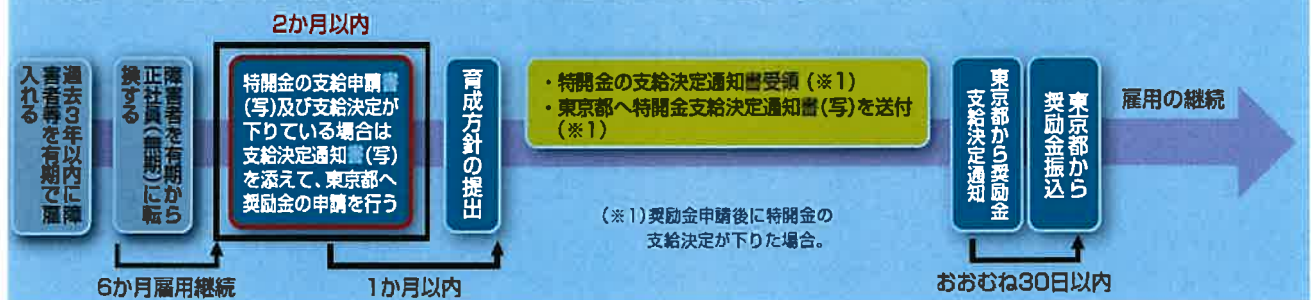 2か月以内
過去3年以内に障
害者等を有期で雇
入れる
障害者を有期から
正社員(無期)に転
換する
特開金の支給申請書
(写)及び支給決定が
下りている場合は
支給決定通知書(写)
を添えて、東京都へ
奨励金の申請を行う
育成方針の提出
・特開金の支給決定通知書受領(※1)
・東京都へ特開金支給決定通知書(写)を送付
(※1)
(※1)奨励金申請後に特開金の
支給決定が下りた場合。
東京都から奨励金
支給決定通知
東京都から
奨励金振込
雇用の継続
6か月雇用継続
1か月以内
おおむね30日以内